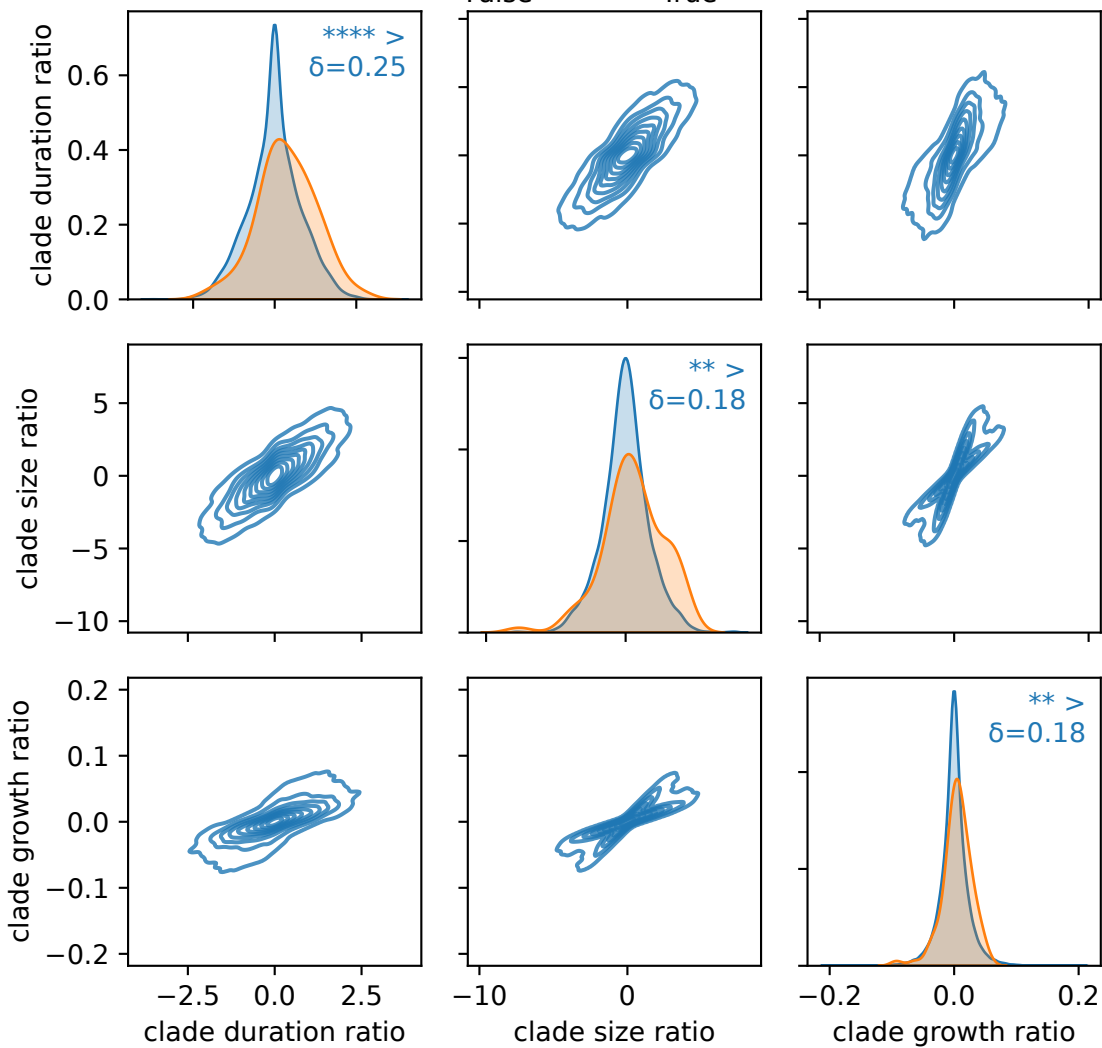 True
clade duration ratio
0.6
0.4
0.2
0.0
**** >
δ=0.25
clade size ratio
5
0
−5
−10
** >
δ=0.18
clade growth ratio
0.2
0.1
0.0
−0.1
−0.2
** >
δ=0.18
−2.5 0.0 2.5
−10 0
−0.2 0.0 0.2
clade duration ratio
clade size ratio
clade growth ratio